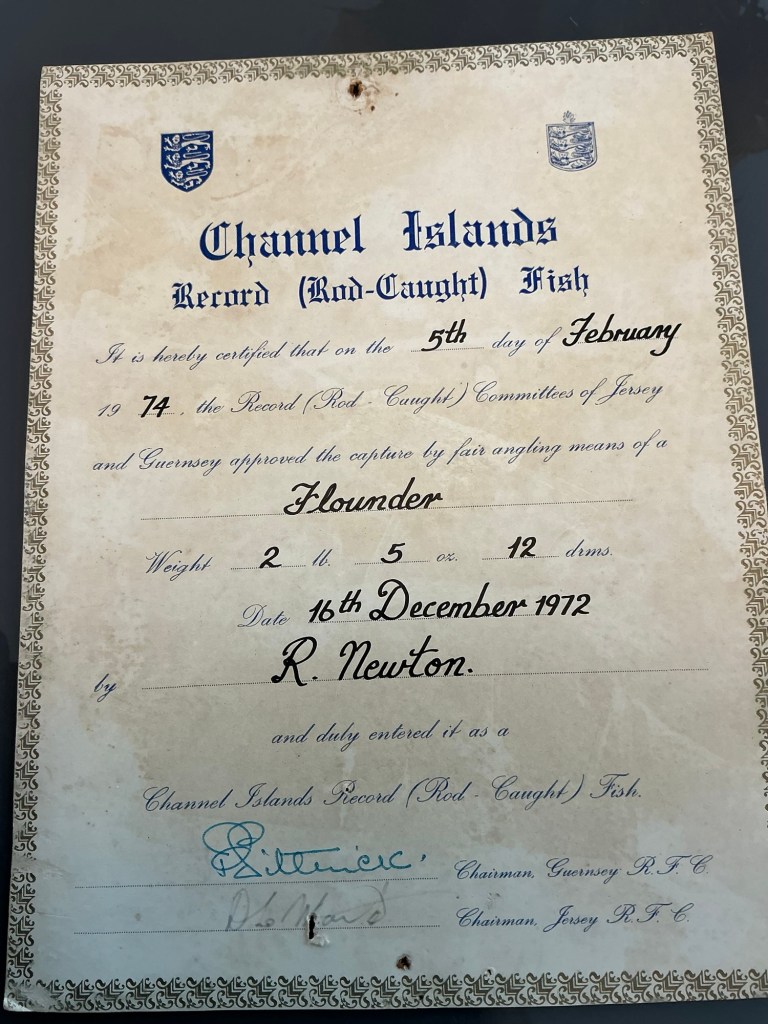 Channel Islands
Record (Rod-Caught) Fish
It is hereby certified that on the 5th day of February
1974, the Record (Rod - Caught) Committees of Jersey
and Guernsey approved the capture by fair angling means of a
Flounder
Weight 2 lb. 5 oz. 12 drms.
Date 16th December 1972
by R. Newton.
and duly entered it as a
Channel Islands Record (Rod - Caught) Fish.
Chairman, Guernsey R. F. C.
Chairman, Jersey R. F. C.